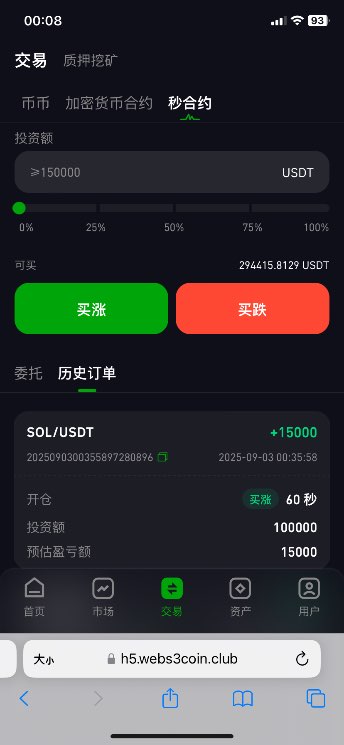 00:08
93
交易 质押挖矿
币币 加密货币合约 秒合约
投资额
≥150000 USDT
0% 25% 50% 75% 100%
可买 294415.8129 USDT
买涨 买跌
委托 历史订单
SOL/USDT +15000
2025090300355897280896 2025-09-03 00:35:58
开仓 买涨 60 秒
投资额 100000
预估盈亏额 15000
首页 市场 交易 资产 用户
大小 h5.webs3coin.club